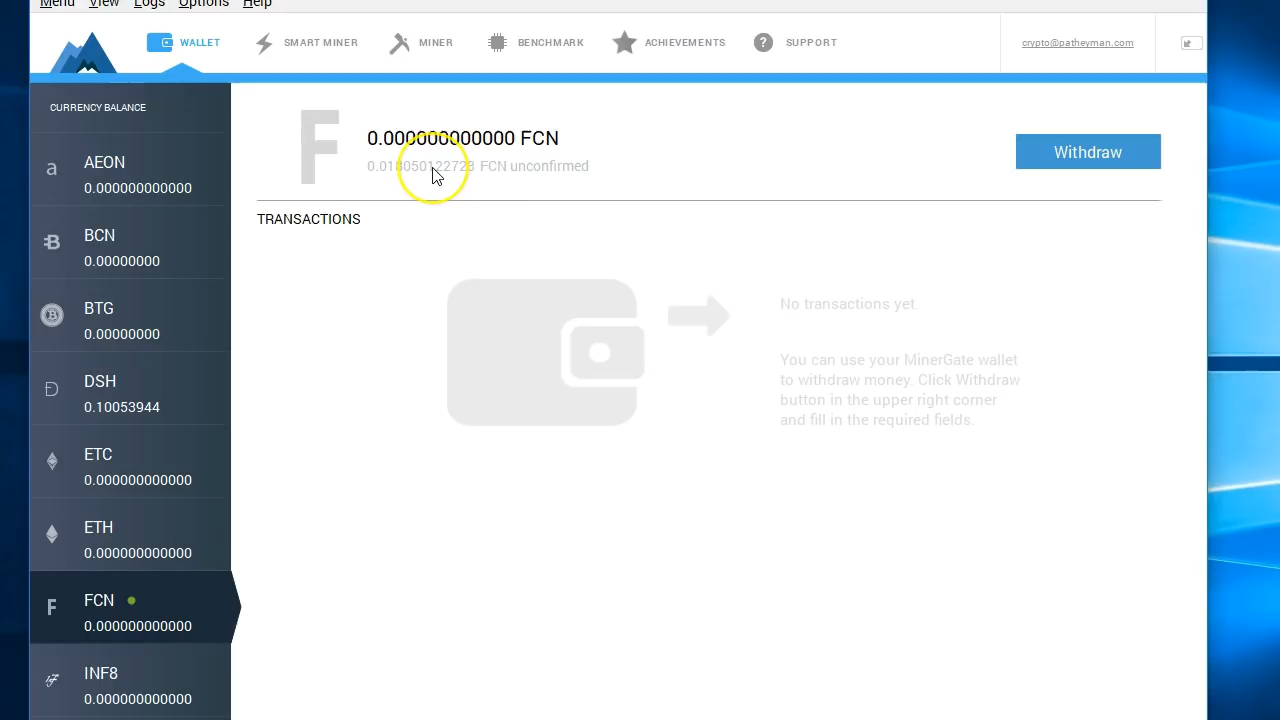 Menu View Logs Options Help
WALLET SMART MINER MINER BENCHMARK ACHIEVEMENTS SUPPORT crypto@patheyman.com
CURRENCY BALANCE
AEON
0.000000000000
BCN
0.00000000
BTG
0.00000000
DSH
0.10053944
ETC
0.000000000000
ETH
0.000000000000
FCN
0.000000000000
INF8
0.000000000000
F
0.000000000000 FCN
0.018050122723 FCN unconfirmed
Withdraw
TRANSACTIONS
No transactions yet.
You can use your MinerGate wallet
to withdraw money. Click Withdraw
button in the upper right corner
and fill in the required fields.